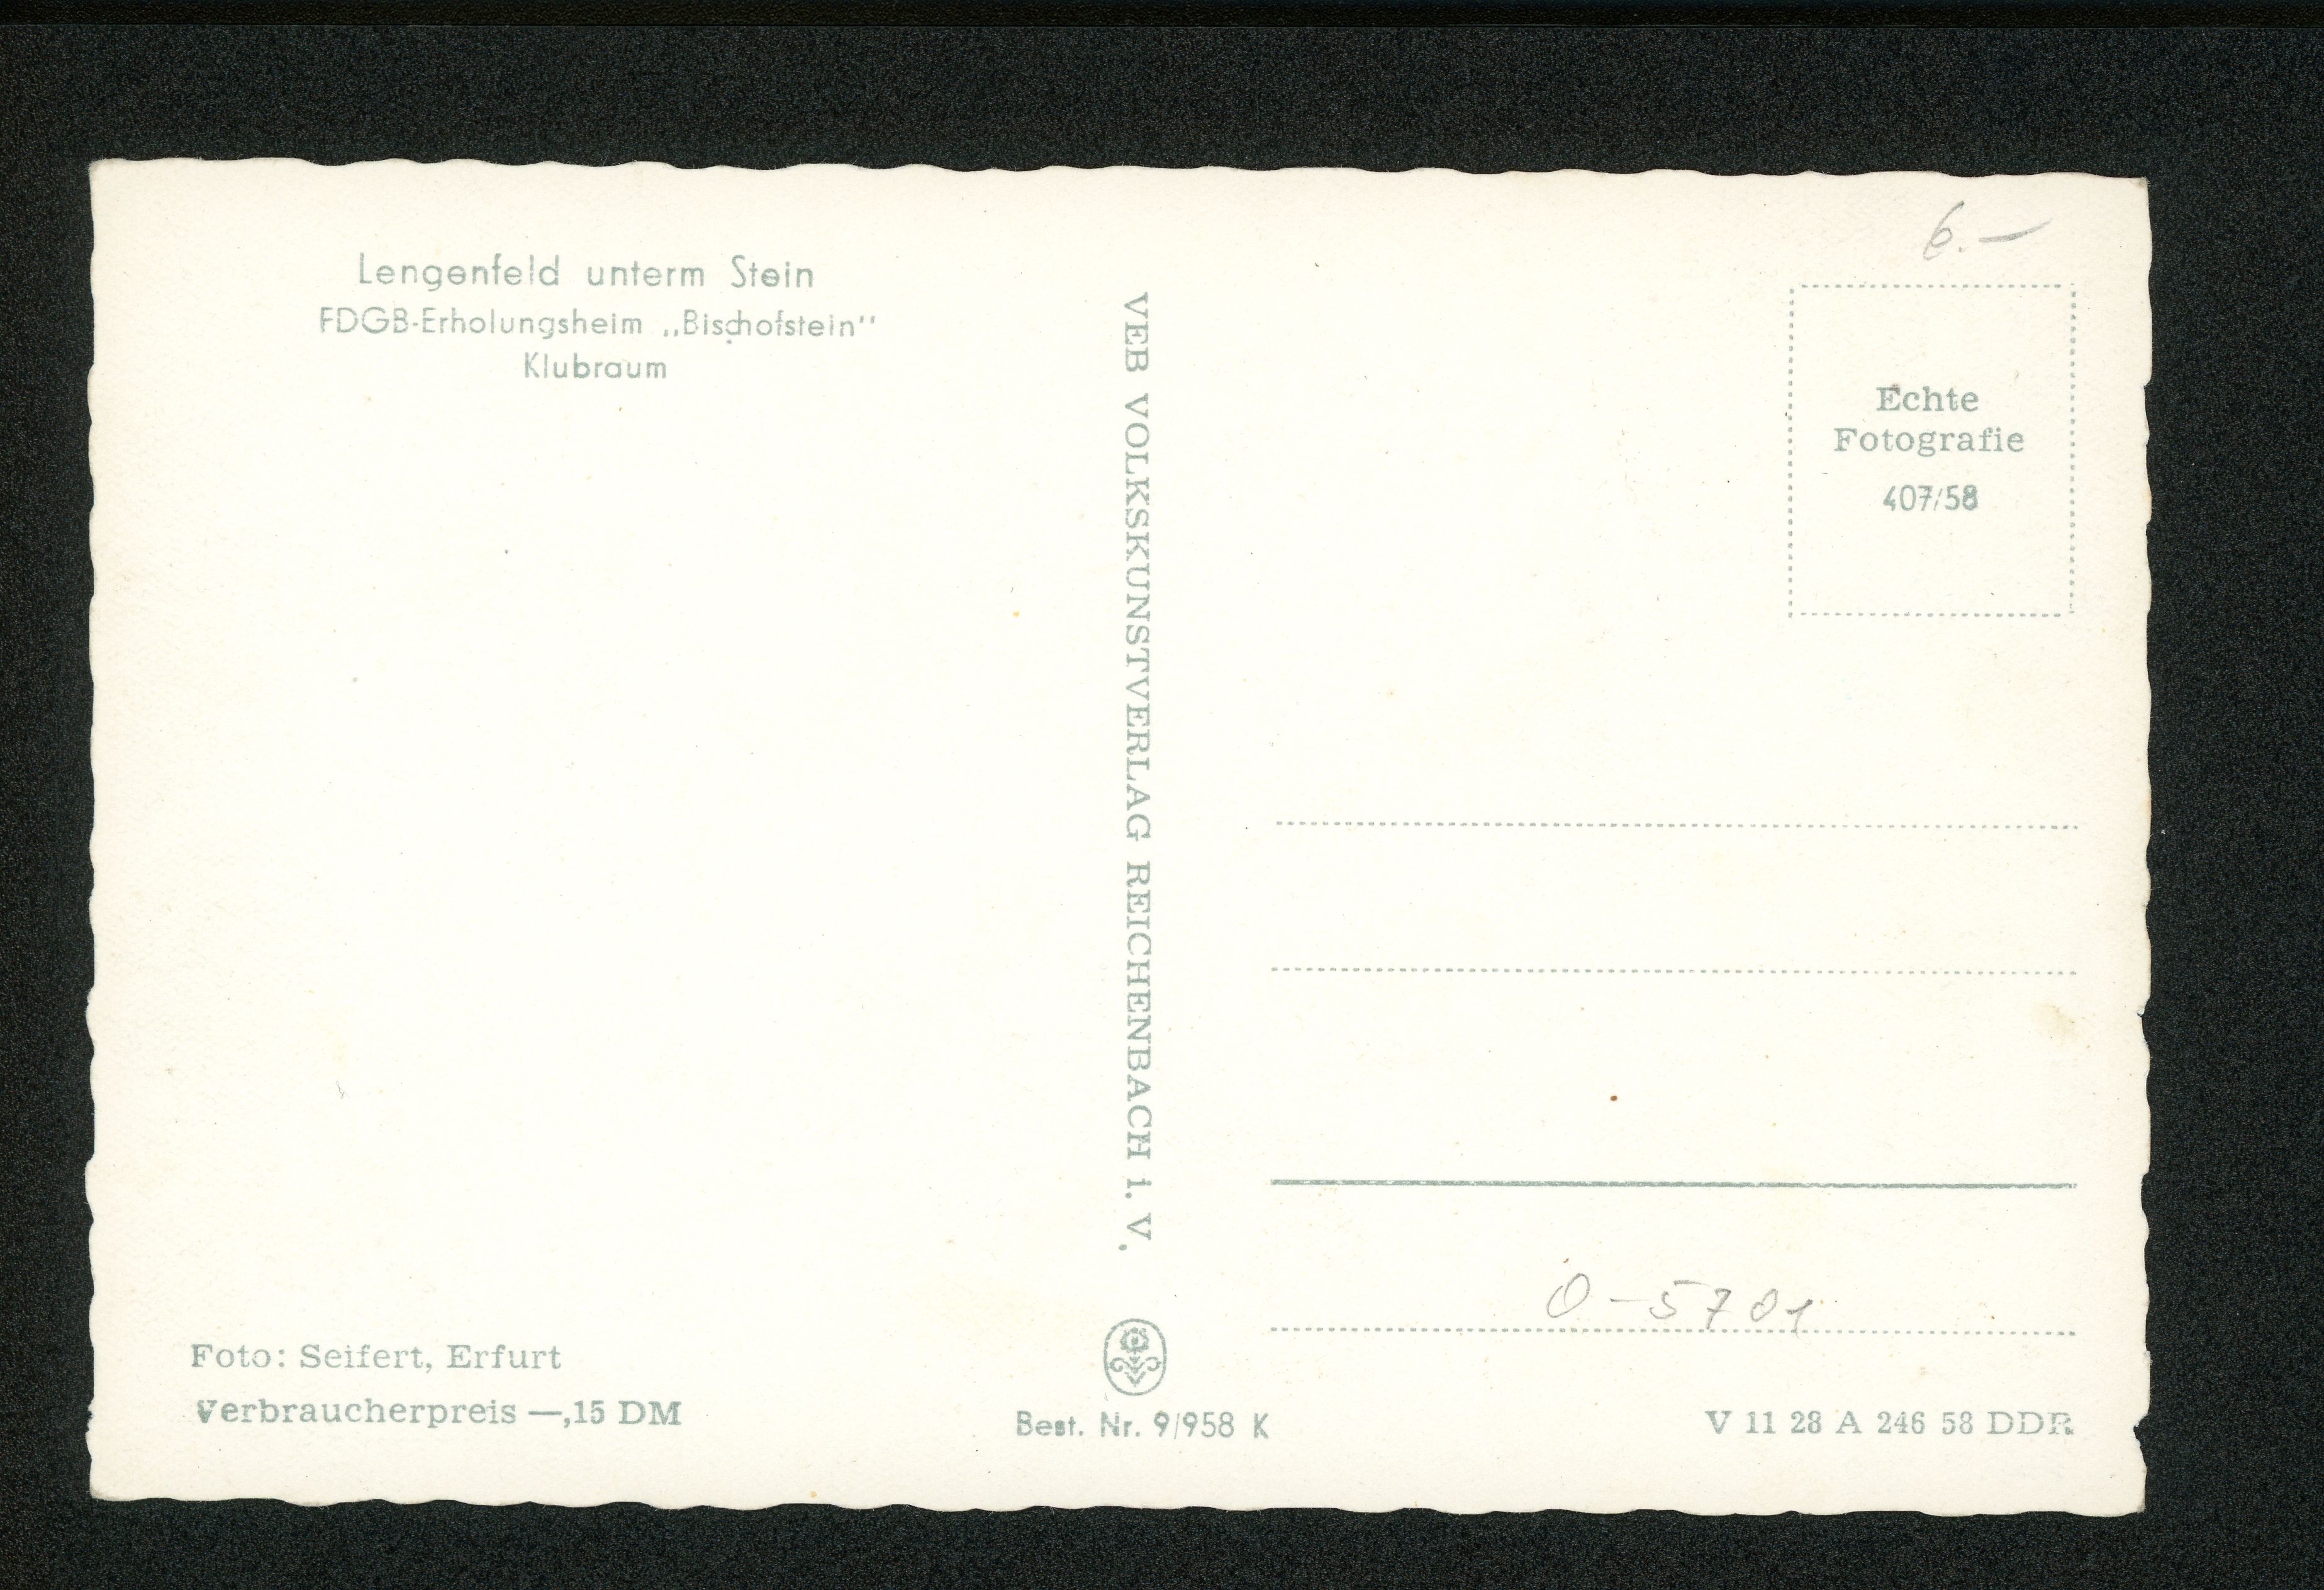 Lengenfeld unterm Stein
FDGB-Erholungsheim „Bischofstein"
Klubraum
Foto: Seifert, Erfurt
Verbraucherpreis —,15 DM
VEB VOLKSKUNSTVERLAG REICHENBACH i. V.
Best. Nr. 9/958 K
6.—
Echte
Fotografie
407/58
O-5701
V 11 28 A 246 58 DDR